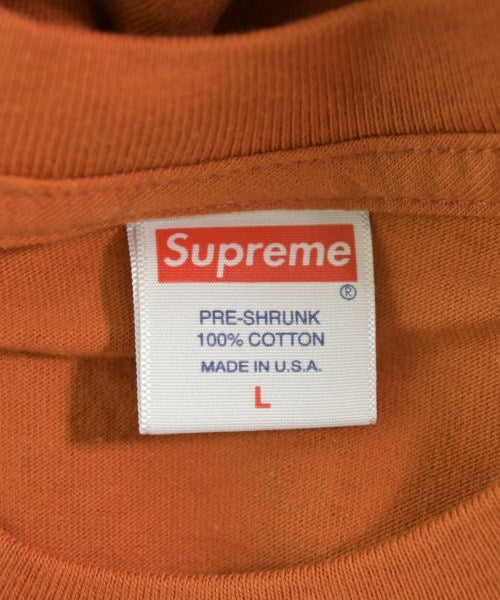 Supreme
®
PRE-SHRUNK
100% COTTON
MADE IN U.S.A.
L